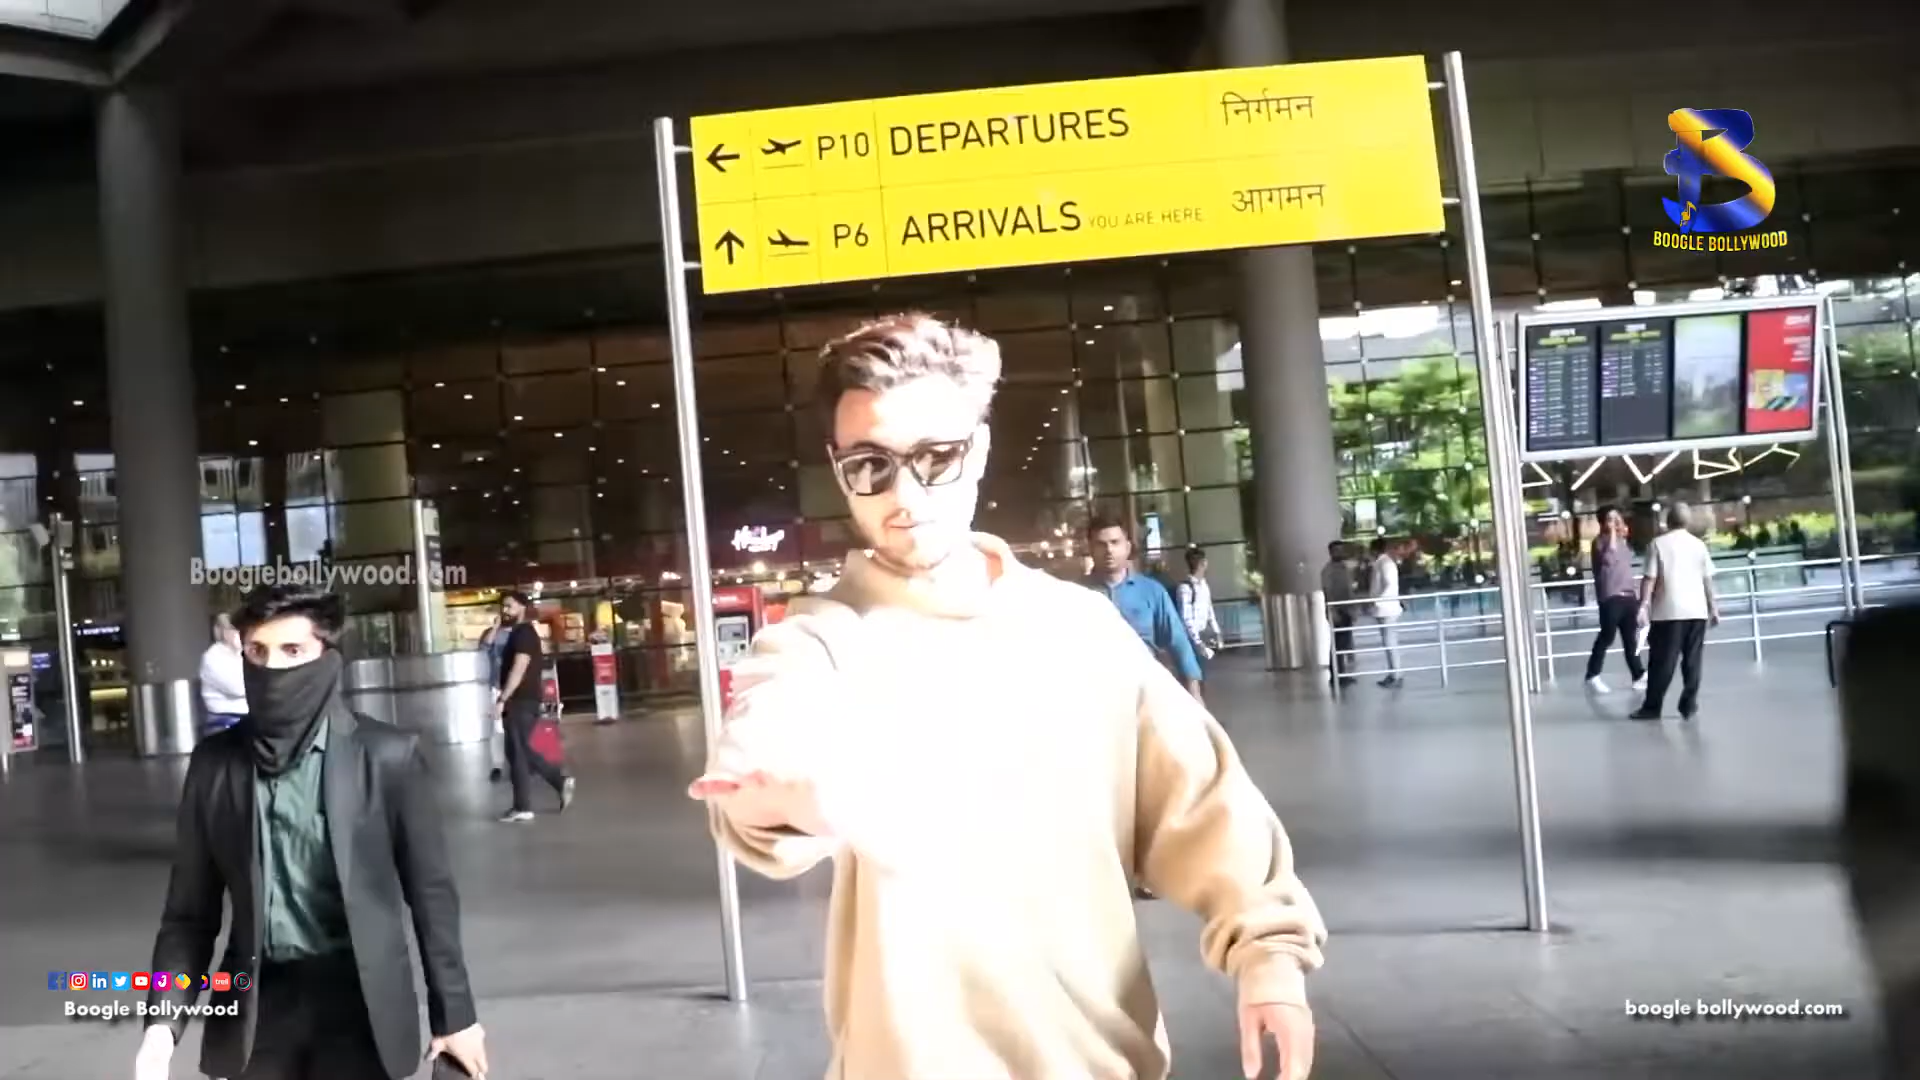 P10 DEPARTURES निर्गमन
P6 ARRIVALS YOU ARE HERE आगमन
BOOGLE BOLLYWOOD
Booglebollywood.com
Boogle Bollywood
boogle bollywood.com